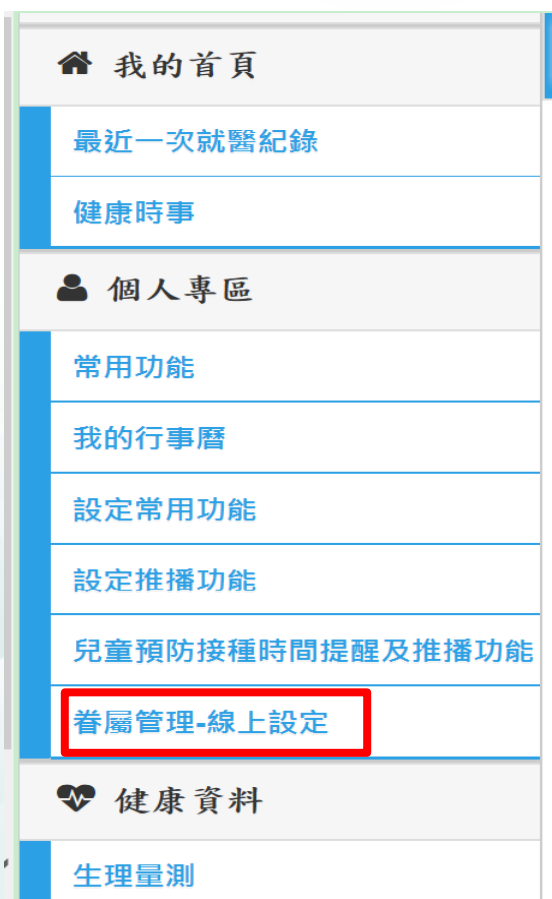 我的首頁
最近一次就醫紀錄
健康時事
個人專區
常用功能
我的行事曆
設定常用功能
設定推播功能
兒童預防接種時間提醒及推播功能
眷屬管理-線上設定
健康資料
生理量測